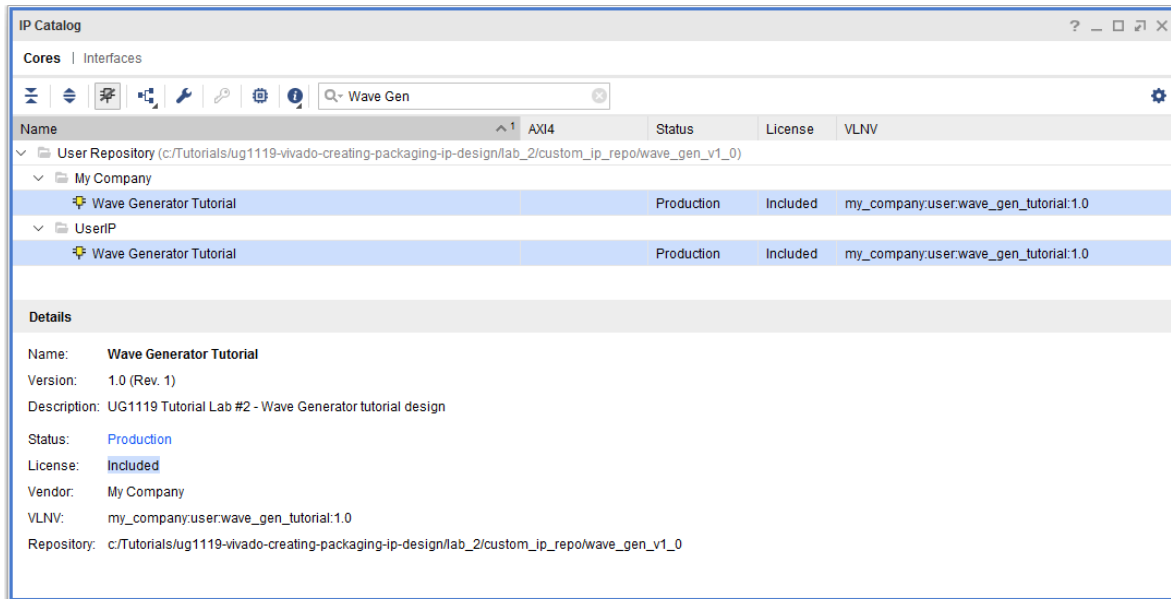 IP Catalog
Cores | Interfaces
Wave Gen
Name 1 AXI4 Status License VLNV
User Repository (c:/Tutorials/ug1119-vivado-creating-packaging-ip-design/lab_2/custom_ip_repo/wave_gen_v1_0)
My Company
Wave Generator Tutorial Production Included my_company:user:wave_gen_tutorial:1.0
UserIP
Wave Generator Tutorial Production Included my_company:user:wave_gen_tutorial:1.0
Details
Name: Wave Generator Tutorial
Version: 1.0 (Rev. 1)
Description: UG1119 Tutorial Lab #2 - Wave Generator tutorial design
Status: Production
License: Included
Vendor: My Company
VLNV: my_company:user:wave_gen_tutorial:1.0
Repository: c:/Tutorials/ug1119-vivado-creating-packaging-ip-design/lab_2/custom_ip_repo/wave_gen_v1_0